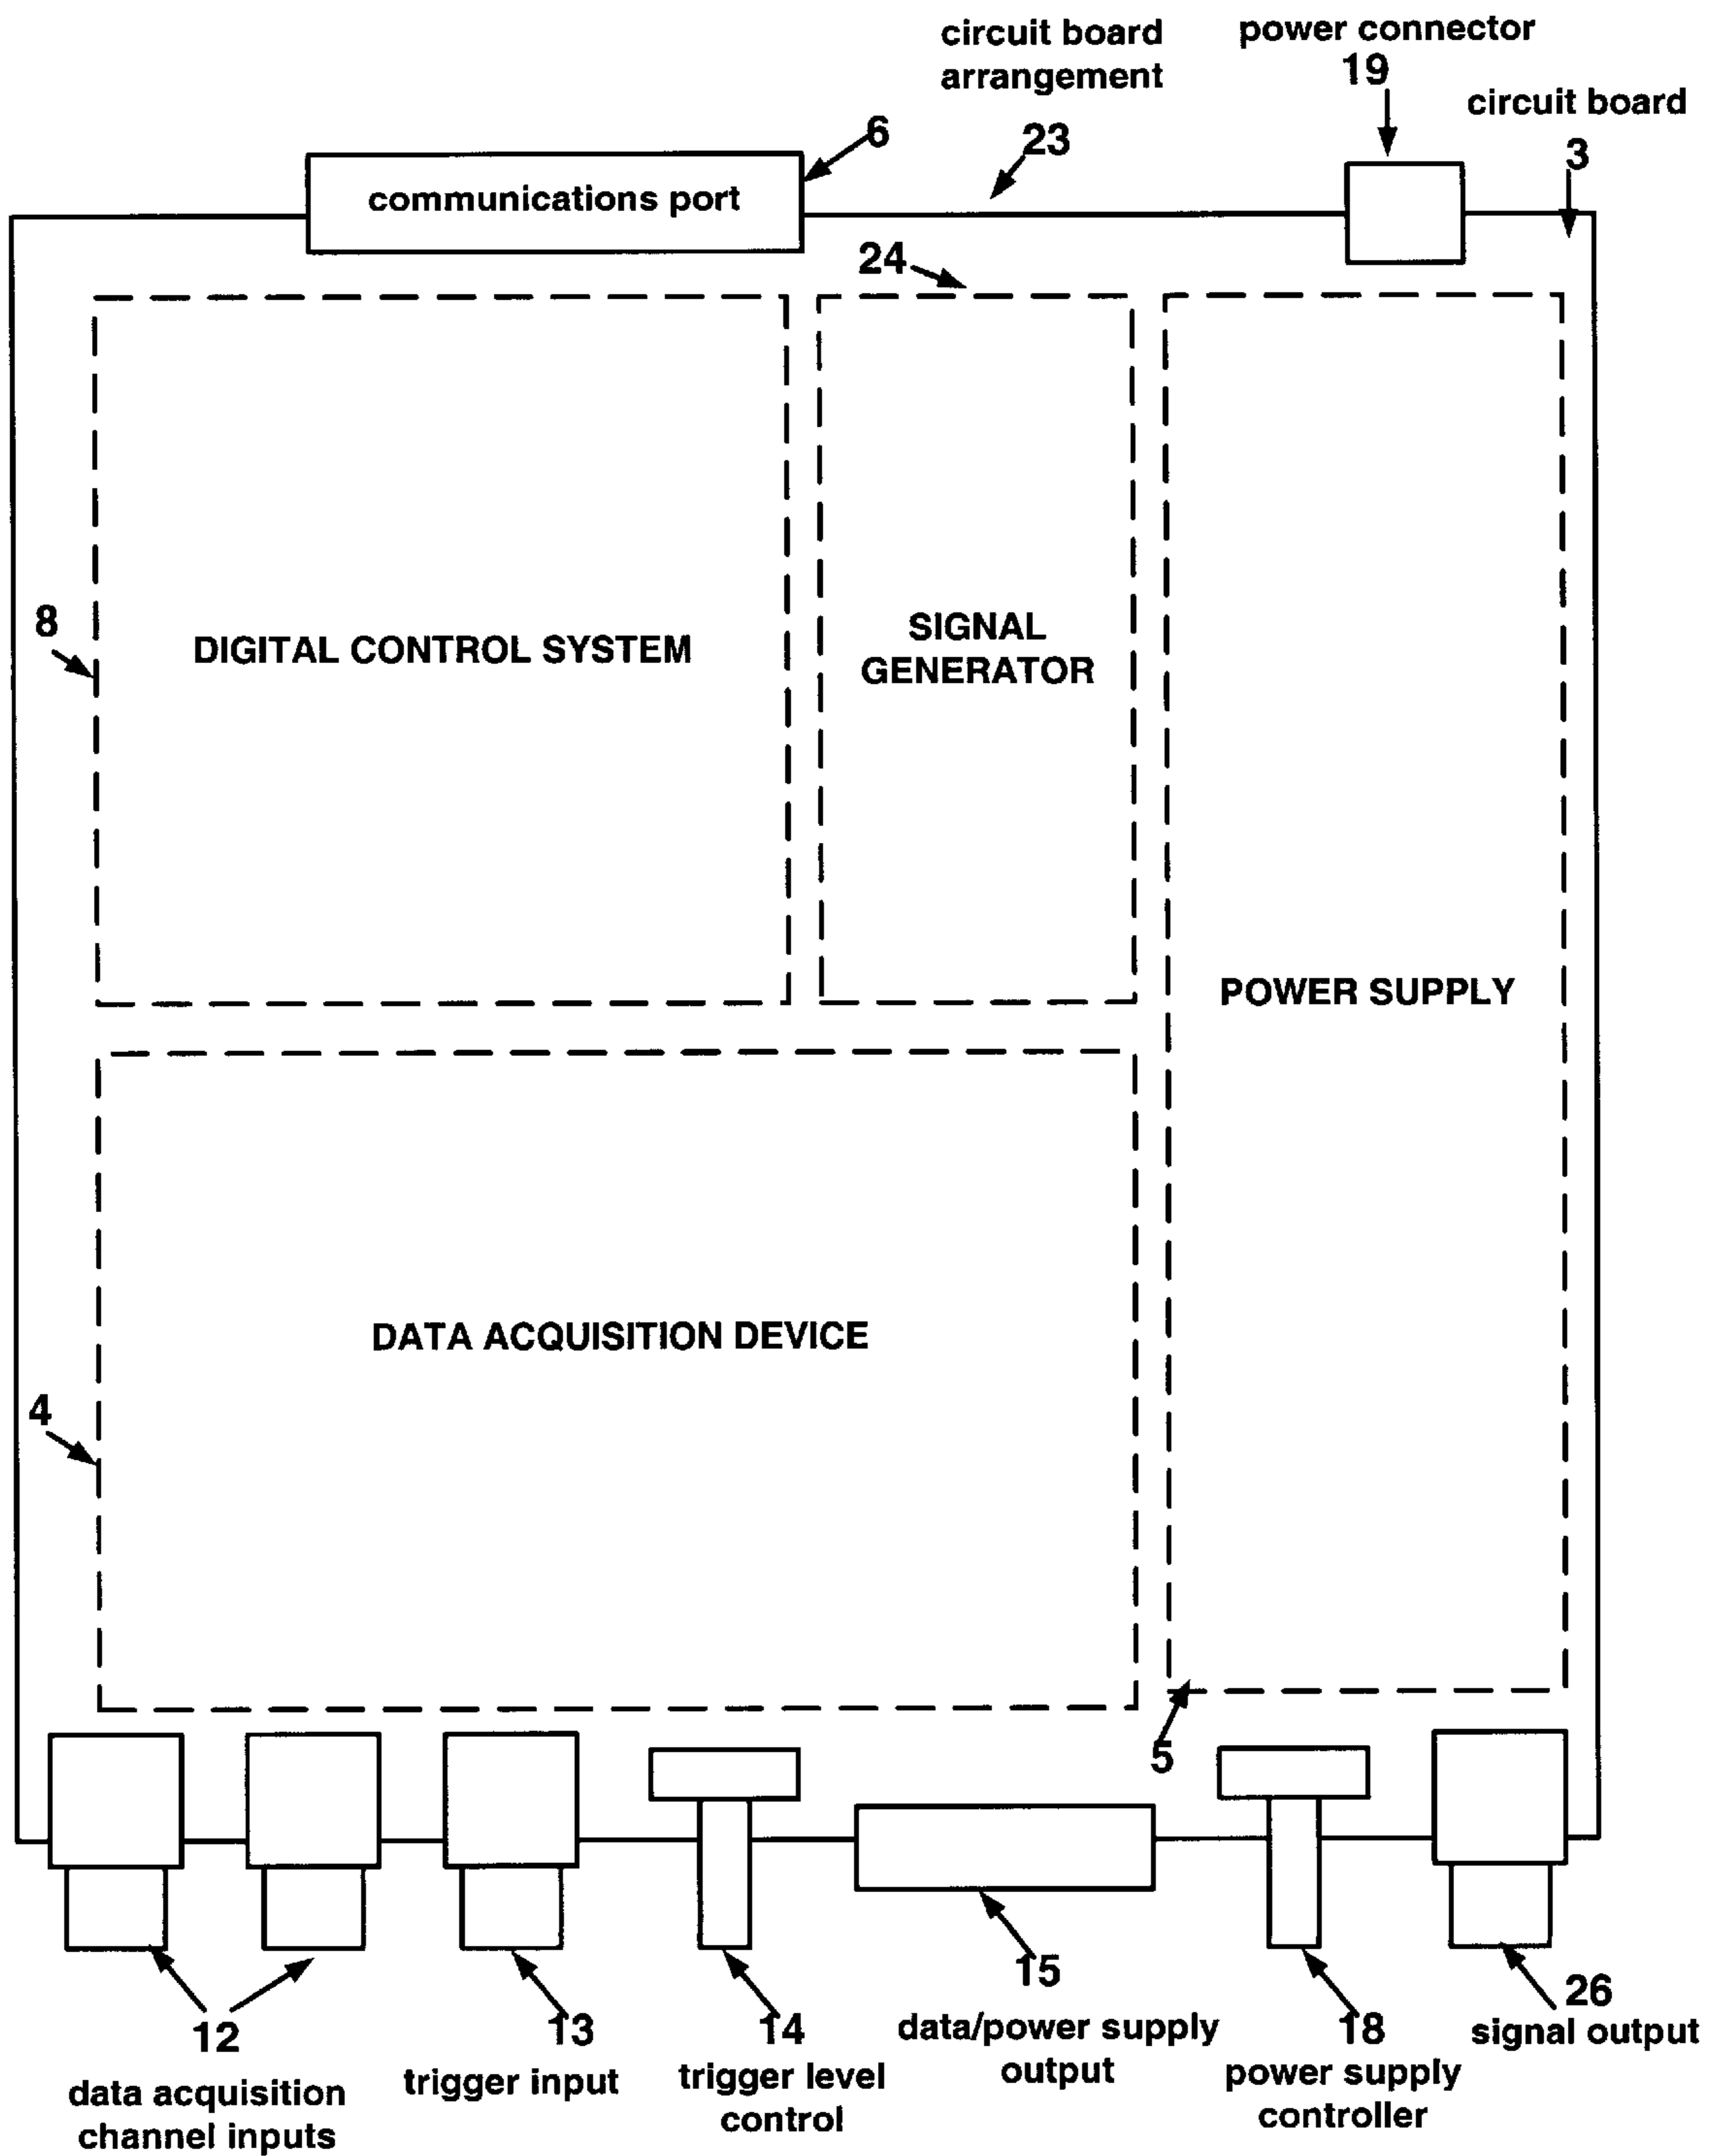 circuit board
arrangement
23
power connector
19
circuit board
3
6
communications port
24
8
DIGITAL CONTROL SYSTEM
SIGNAL
GENERATOR
POWER SUPPLY
DATA ACQUISITION DEVICE
4
5
12
data acquisition
channel inputs
13
trigger input
14
trigger level
control
15
data/power supply
output
18
power supply
controller
26
signal output